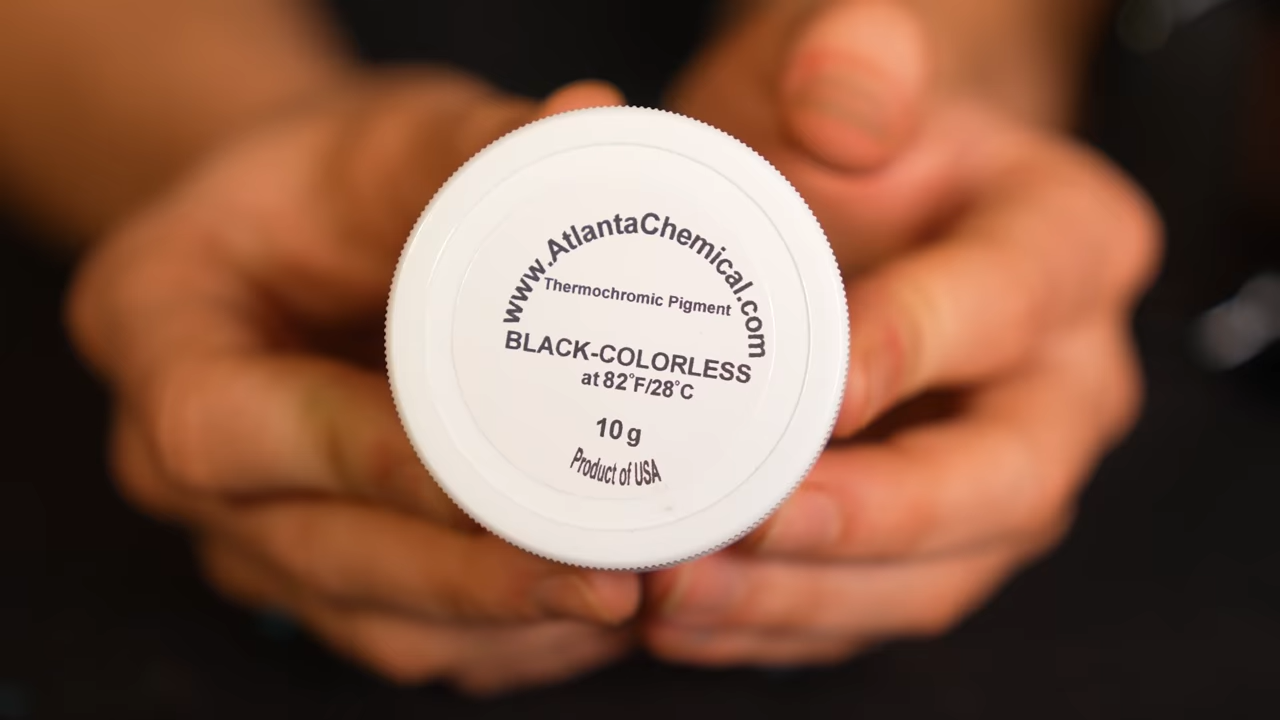 www.AtlantaChemical.com
Thermochromic Pigment
BLACK-COLORLESS
at 82°F/28°C
10 g
Product of USA